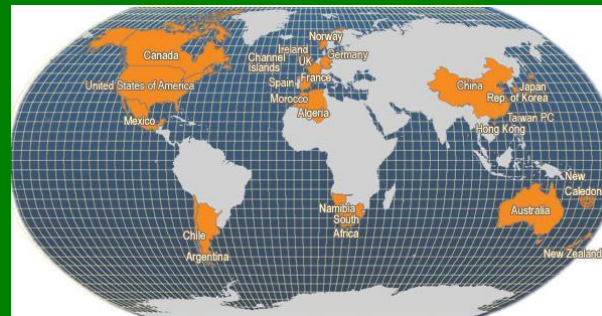 Canada
United States of America
Mexico
Chile
Argentina
Norway
Ireland
Channel
Islands
UK
Germany
France
Spain
Morocco
Algeria
Namibia
South
Africa
China
Japan
Rep. of Korea
Taiwan PC
Hong Kong
New
Caledon
Australia
New Zealand